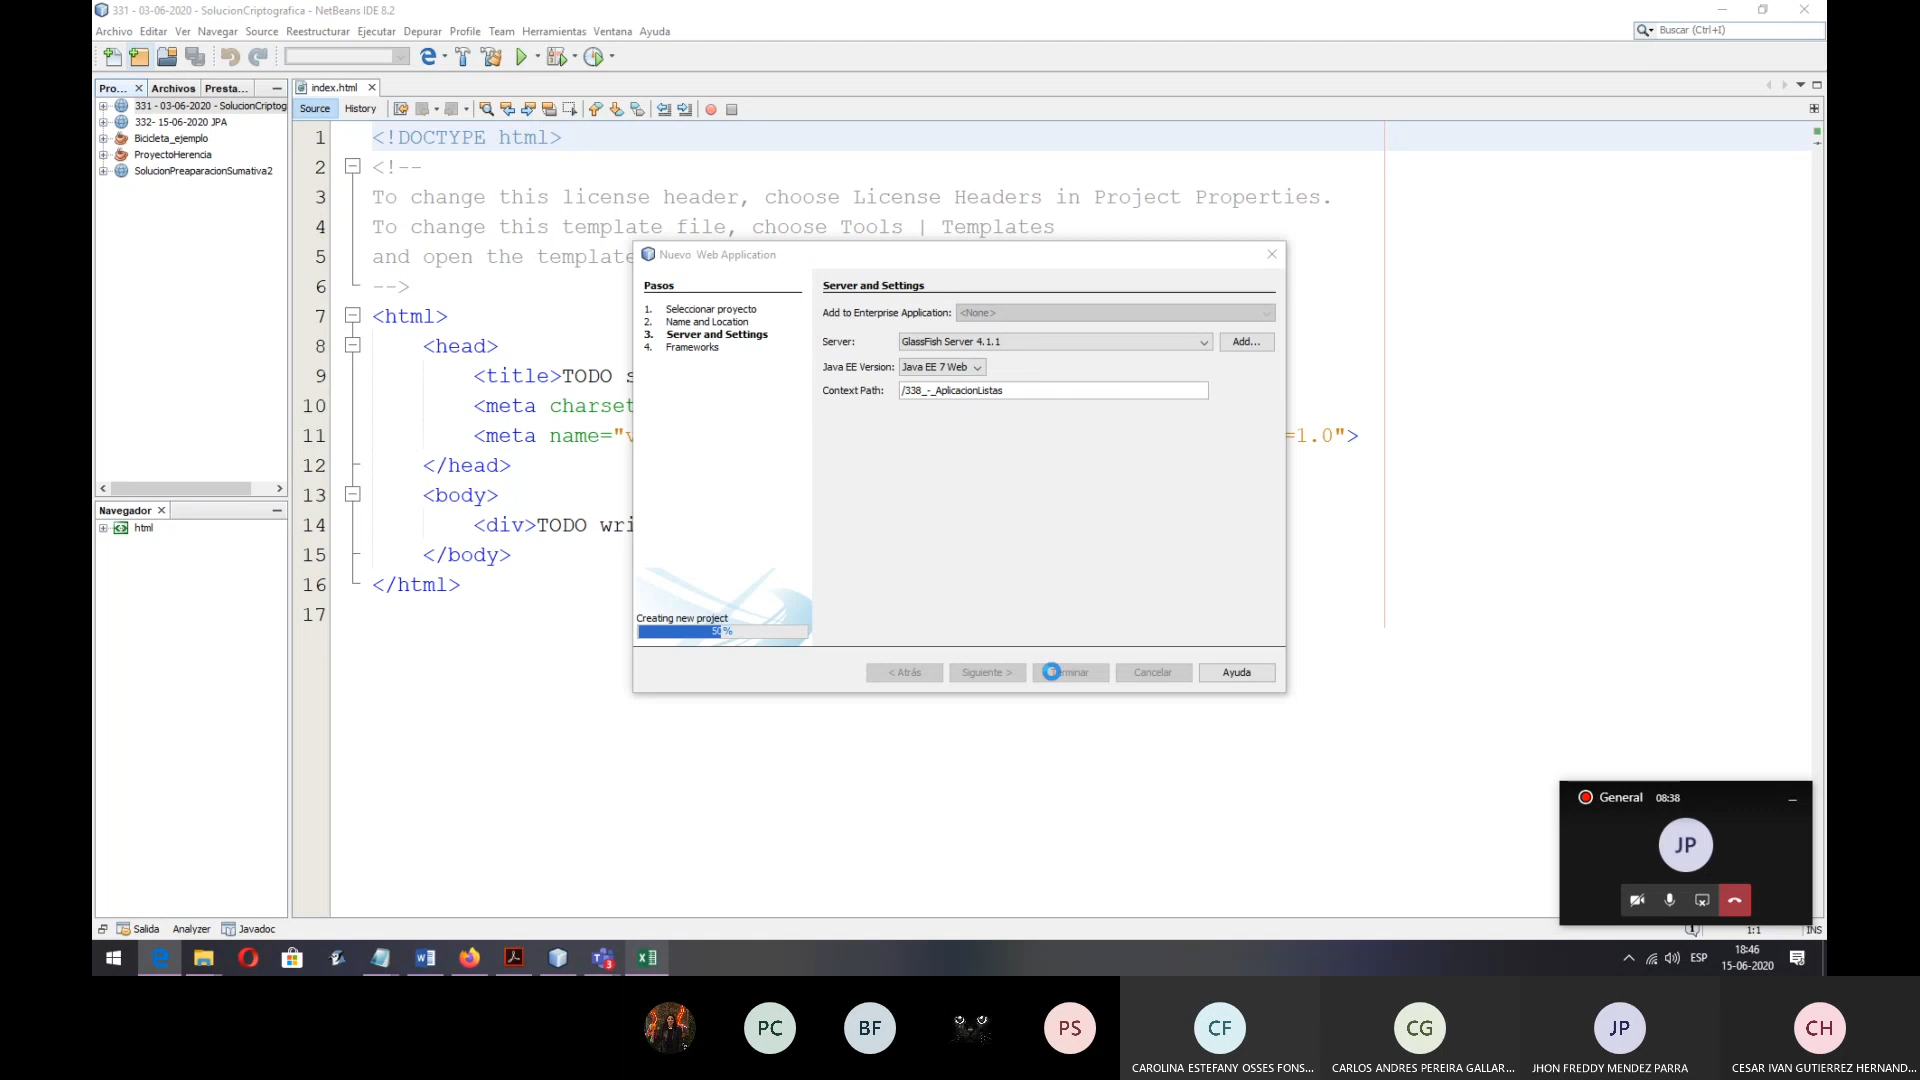 331 - 03-06-2020 - SolucionCriptografica - NetBeans IDE 8.2
Archivo Editar Ver Navegar Source Reestructurar Ejecutar Depurar Profile Team Herramientas Ventana Ayuda
Buscar (Ctrl+I)
Pro... Archivos Presta...
index.html
331 - 03-06-2020 - SolucionCriptog
332- 15-06-2020 JPA
Bicicleta_ejemplo
ProyectoHerencia
SolucionPreaparacionSumativa2
Source History
1 <!DOCTYPE html>
2 <!--
3 To change this license header, choose License Headers in Project Properties.
4 To change this template file, choose Tools | Templates
5 and open the template
6 -->
7 <html>
8 <head>
9 <title>TODO s
10 <meta charset
11 <meta name="v =1.0">
12 </head>
13 <body>
14 <div>TODO wri
15 </body>
16 </html>
17
Nuevo Web Application
Pasos
1. Seleccionar proyecto
2. Name and Location
3. Server and Settings
4. Frameworks
Server and Settings
Add to Enterprise Application: <None>
Server: GlassFish Server 4.1.1 Add...
Java EE Version: Java EE 7 Web
Context Path: /338_-_AplicacionListas
Creating new project
50%
< Atrás Siguiente > Terminar Cancelar Ayuda
Navegador
html
General 08:38
JP
Salida Analyzer Javadoc
1 1:1 INS
ESP
18:46
15-06-2020
PC BF PS CF CG JP CH
CAROLINA ESTEFANY OSSES FONS...
CARLOS ANDRES PEREIRA GALLAR...
JHON FREDDY MENDEZ PARRA
CESAR IVAN GUTIERREZ HERNAND...